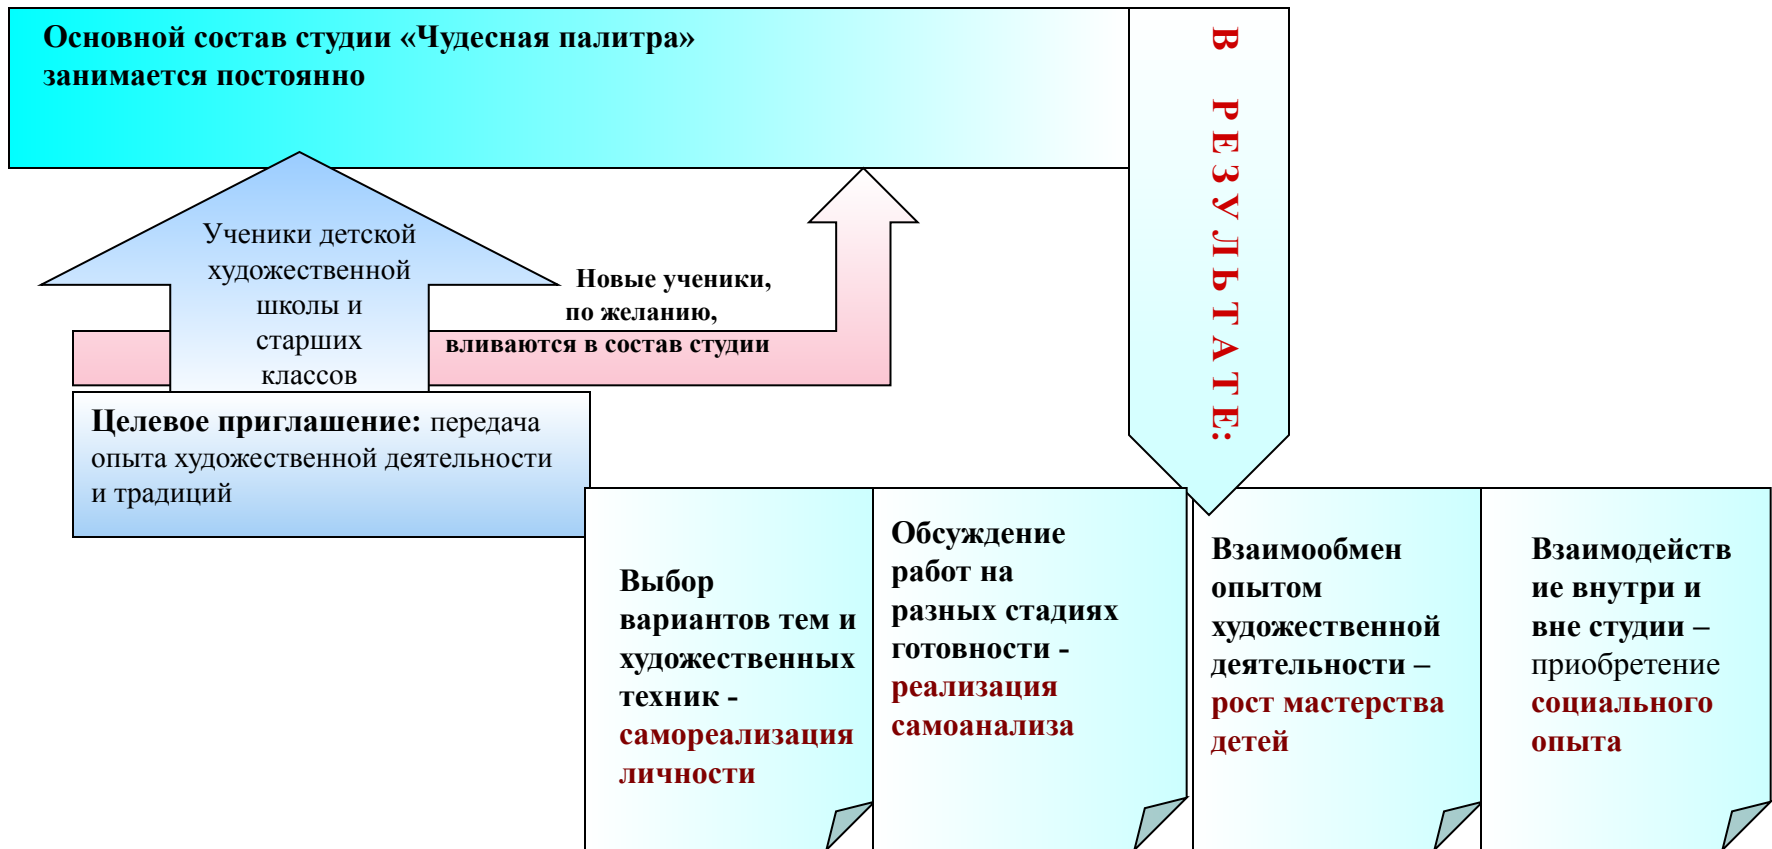 Основной состав студии «Чудесная палитра»
занимается постоянно
В РЕЗУЛЬТАТЕ:
Ученики детской
художественной
школы и
старших
классов
Новые ученики,
по желанию,
вливаются в состав студии
Целевое приглашение: передача
опыта художественной деятельности
и традиций
Выбор
вариантов тем и
художественных
техник -
самореализация
личности
Обсуждение
работ на
разных стадиях
готовности -
реализация
самоанализа
Взаимообмен
опытом
художественной
деятельности –
рост мастерства
детей
Взаимодейств
ие внутри и
вне студии –
приобретение
социального
опыта